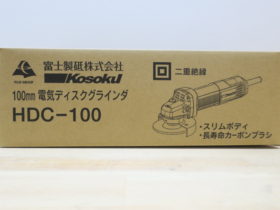 富士製砥株式会社
Kosoku
100mm 電気ディスクグラインダ
HDC-100
二重絶縁
・スリムボディ
・長寿命カーボンブラシ